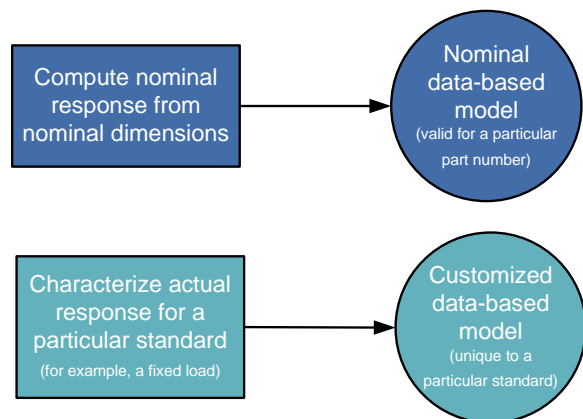 Compute nominal
response from
nominal dimensions
Nominal
data-based
model
(valid for a particular
part number)
Characterize actual
response for a
particular standard
(for example, a fixed load)
Customized
data-based
model
(unique to a
particular standard)